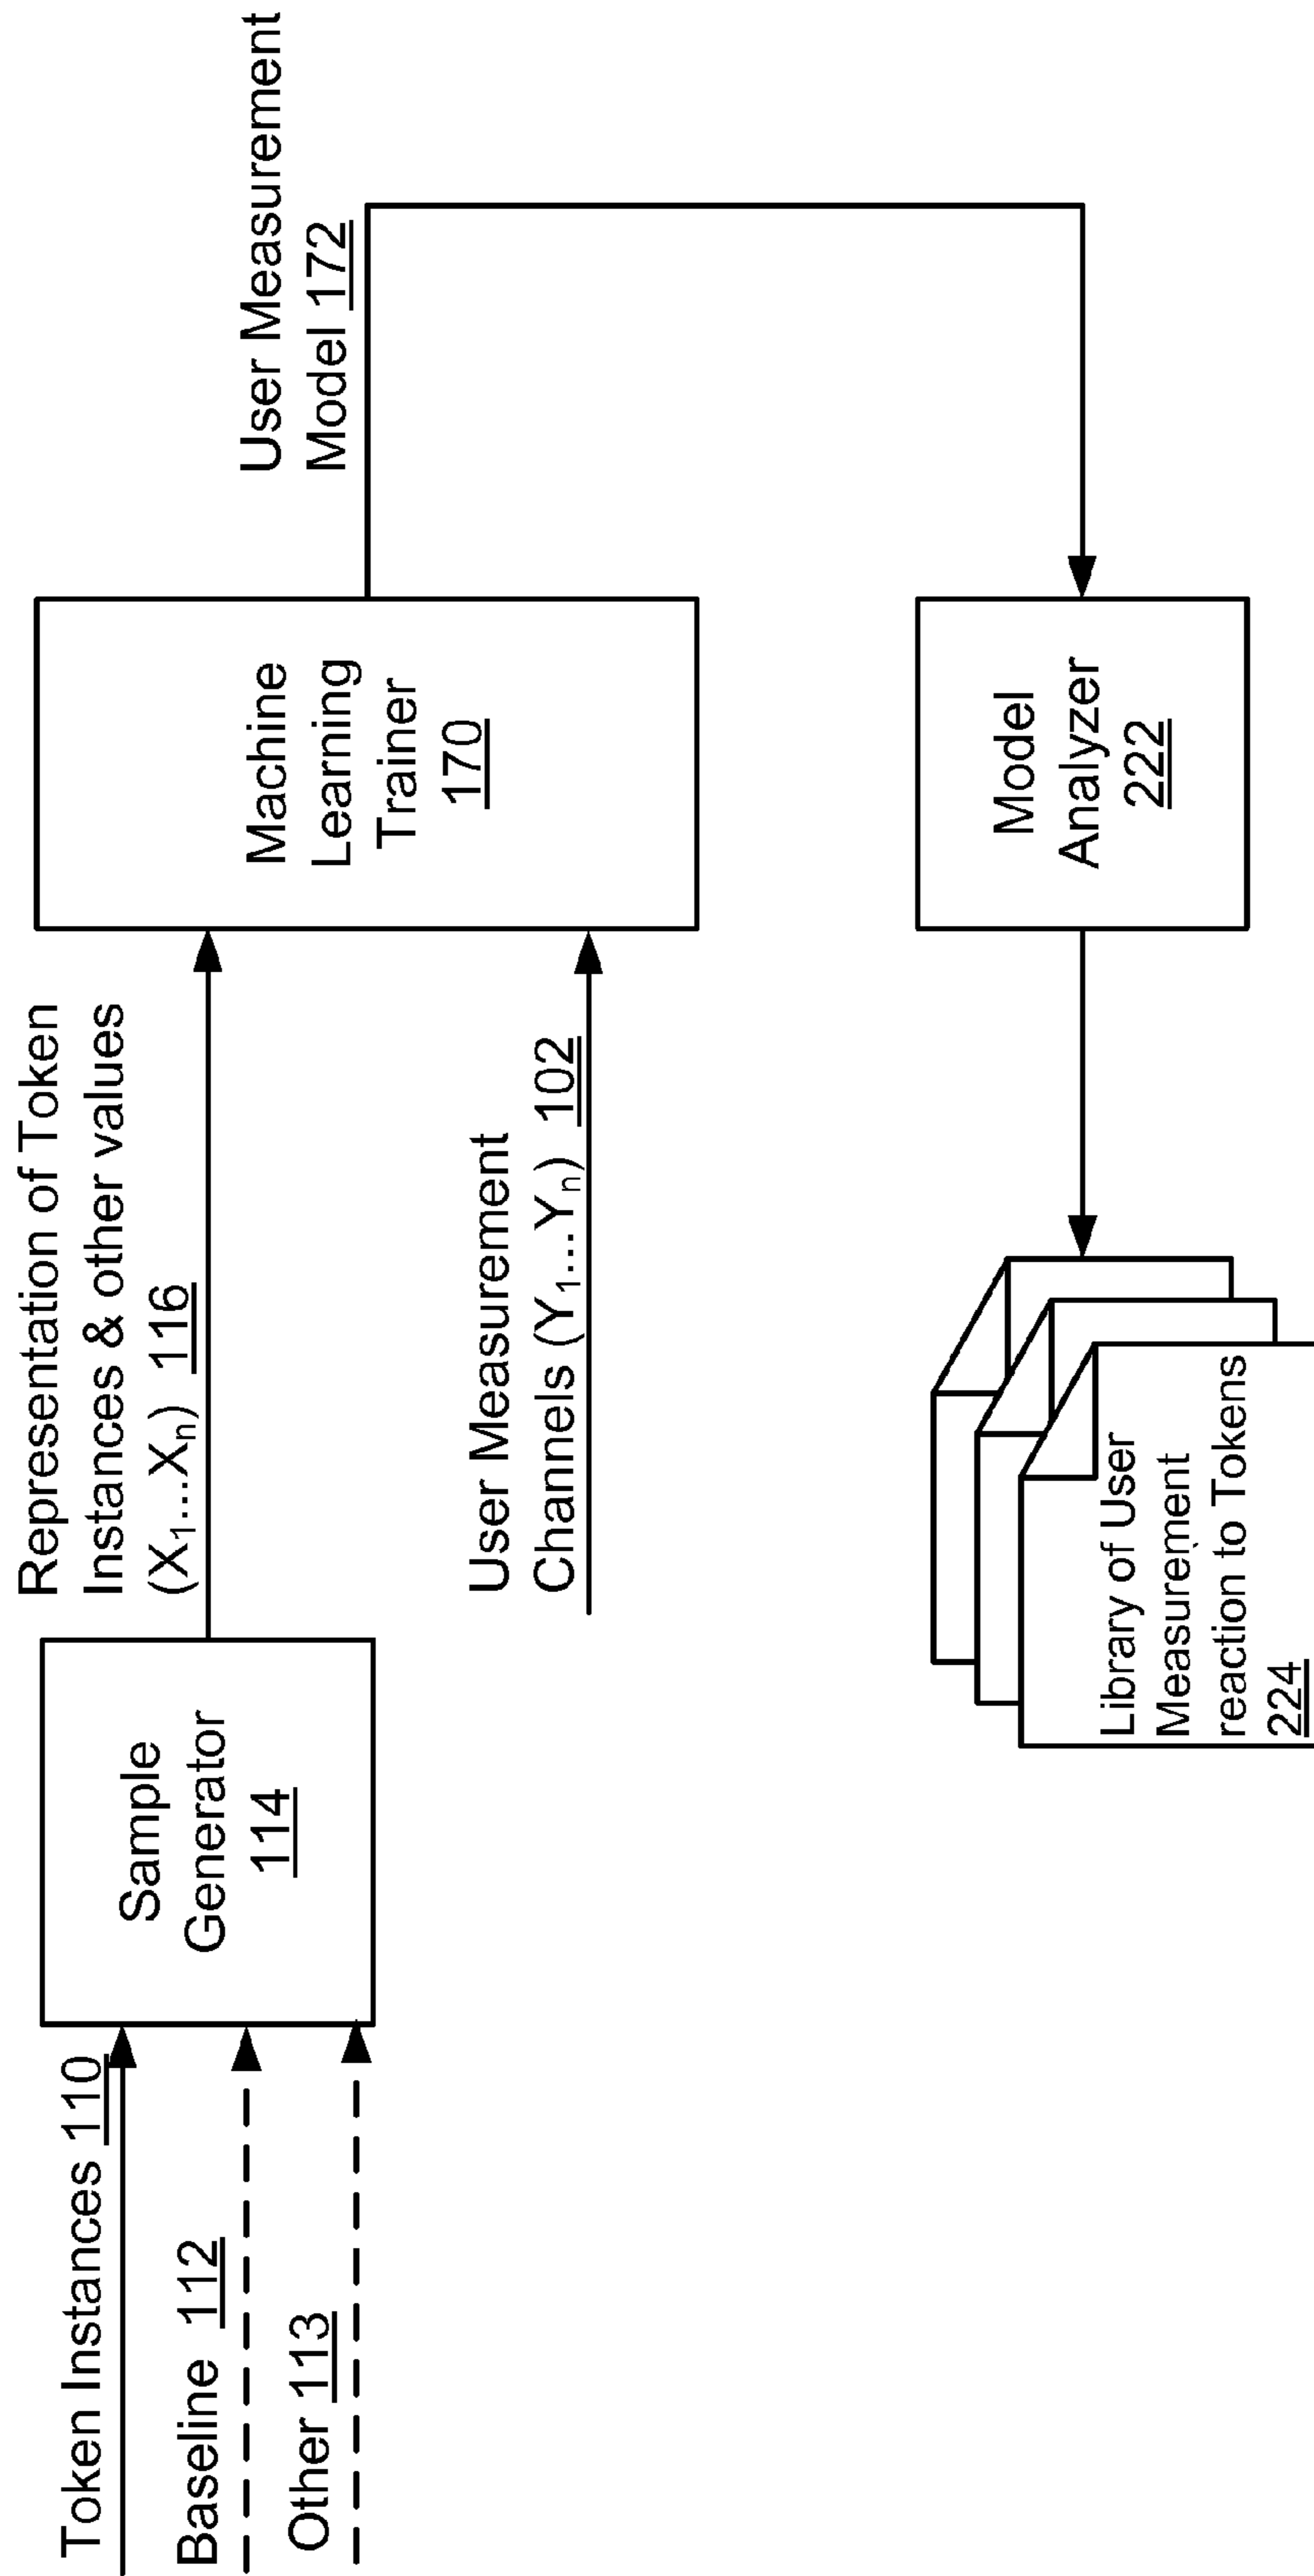 Token Instances 110
Baseline 112
Other 113
Sample
Generator
114
Representation of Token
Instances & other values
(X₁...Xₙ) 116
User Measurement
Channels (Y₁...Yₙ) 102
Machine
Learning
Trainer
170
User Measurement
Model 172
Model
Analyzer
222
Library of User
Measurement
reaction to Tokens
224